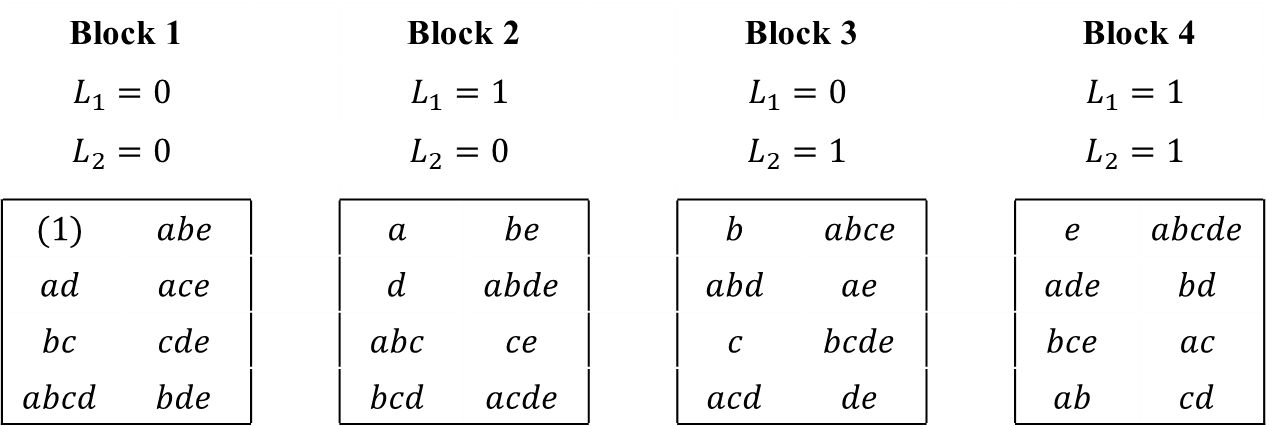 Block 1 Block 2 Block 3 Block 4
L₁ = 0 L₁ = 1 L₁ = 0 L₁ = 1
L₂ = 0 L₂ = 0 L₂ = 1 L₂ = 1
(1) abe a be b abce e abcde
ad ace d abde abd ae ade bd
bc cde abc ce c bcde bce ac
abcd bde bcd acde acd de ab cd